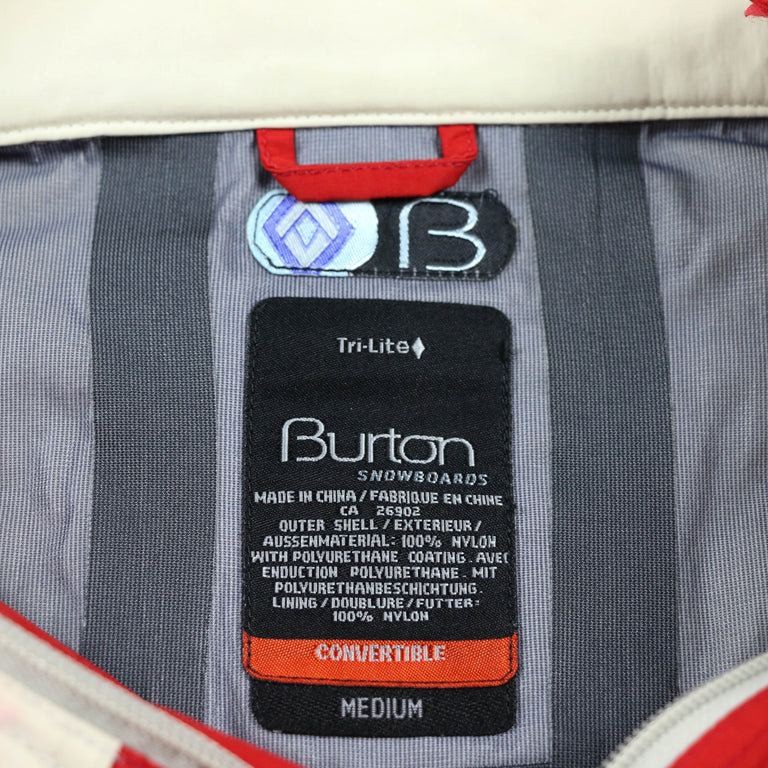 B
Tri-Lite
Burton
SNOWBOARDS
MADE IN CHINA / FABRIQUE EN CHINE
CA 26902
OUTER SHELL / EXTERIEUR /
AUSSENMATERIAL: 100% NYLON
WITH POLYURETHANE COATING. AVEC
ENDUCTION POLYURETHANE. MIT
POLYURETHANBESCHICHTUNG.
LINING / DOUBLURE / FUTTER:
100% NYLON
CONVERTIBLE
MEDIUM